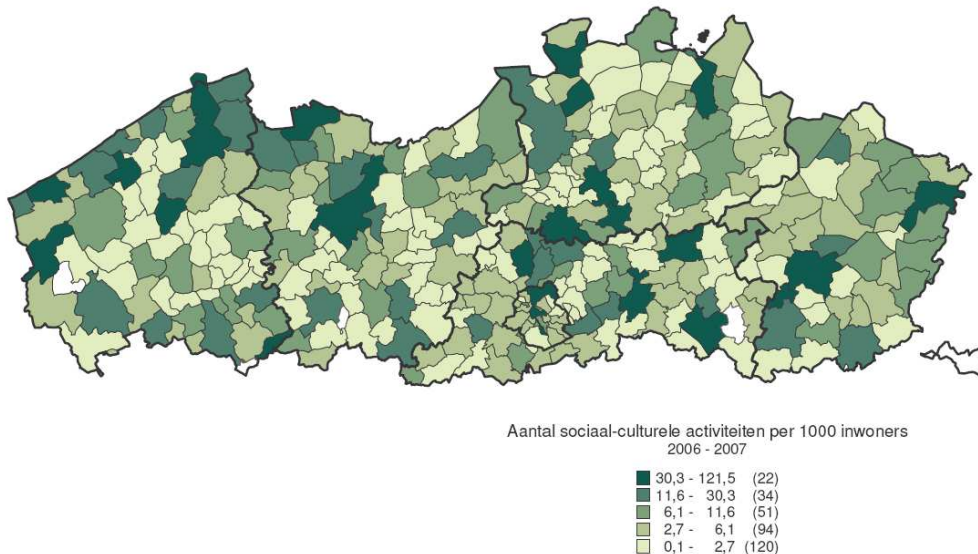 Aantal sociaal-culturele activiteiten per 1000 inwoners
2006 - 2007
30,3 - 121,5 (22)
11,6 - 30,3 (34)
6,1 - 11,6 (51)
2,7 - 6,1 (94)
0,1 - 2,7 (120)